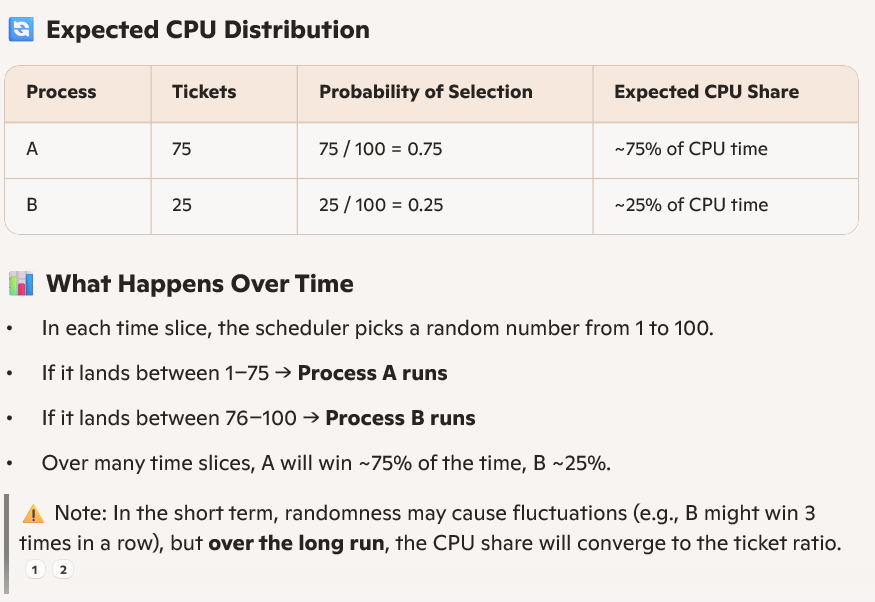 Expected CPU Distribution
Process Tickets Probability of Selection Expected CPU Share
A 75 75 / 100 = 0.75 ~75% of CPU time
B 25 25 / 100 = 0.25 ~25% of CPU time
What Happens Over Time
• In each time slice, the scheduler picks a random number from 1 to 100.
• If it lands between 1–75 → Process A runs
• If it lands between 76–100 → Process B runs
• Over many time slices, A will win ~75% of the time, B ~25%.
Note: In the short term, randomness may cause fluctuations (e.g., B might win 3
times in a row), but over the long run, the CPU share will converge to the ticket ratio.
1 2